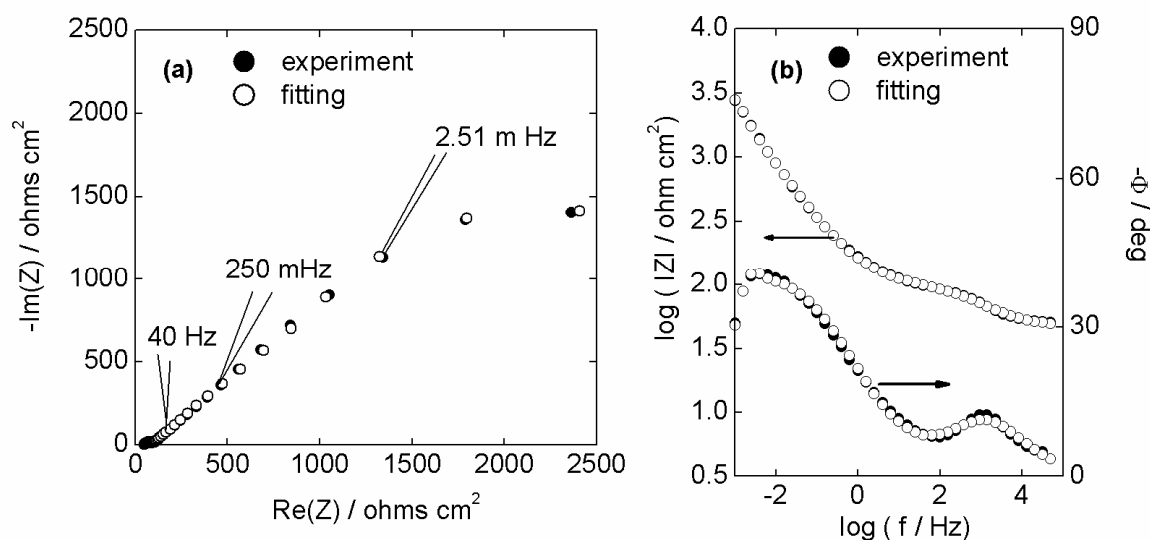 (a)
experiment
fitting
2.51 m Hz
250 mHz
40 Hz
2500
2000
1500
1000
500
0
-Im(Z) / ohms cm²
0 500 1000 1500 2000 2500
Re(Z) / ohms cm²
(b)
experiment
fitting
4.0
3.5
3.0
2.5
2.0
1.5
1.0
0.5
log ( |Z| / ohm cm²)
90
60
30
0
-Φ / deg
-2 0 2 4
log ( f / Hz)